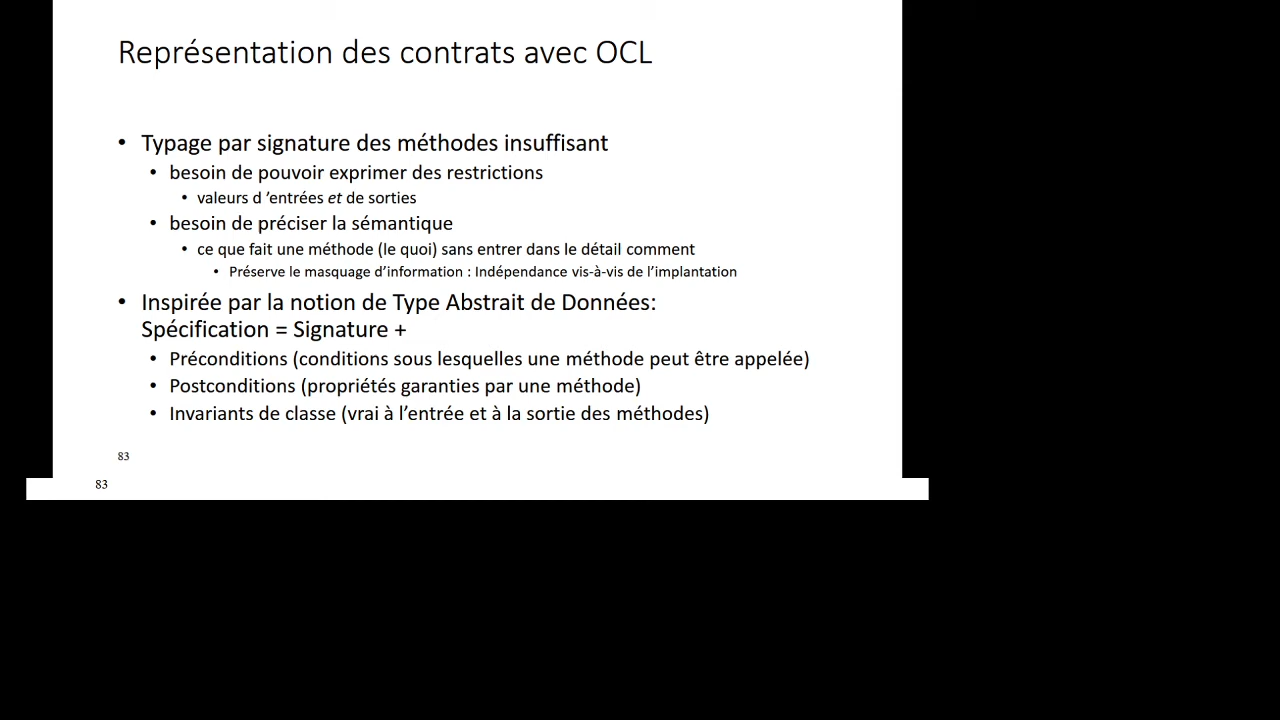 Représentation des contrats avec OCL
• Typage par signature des méthodes insuffisant
• besoin de pouvoir exprimer des restrictions
• valeurs d ’entrées et de sorties
• besoin de préciser la sémantique
• ce que fait une méthode (le quoi) sans entrer dans le détail comment
• Préserve le masquage d’information : Indépendance vis-à-vis de l’implantation
• Inspirée par la notion de Type Abstrait de Données:
Spécification = Signature +
• Préconditions (conditions sous lesquelles une méthode peut être appelée)
• Postconditions (propriétés garanties par une méthode)
• Invariants de classe (vrai à l’entrée et à la sortie des méthodes)
83
83